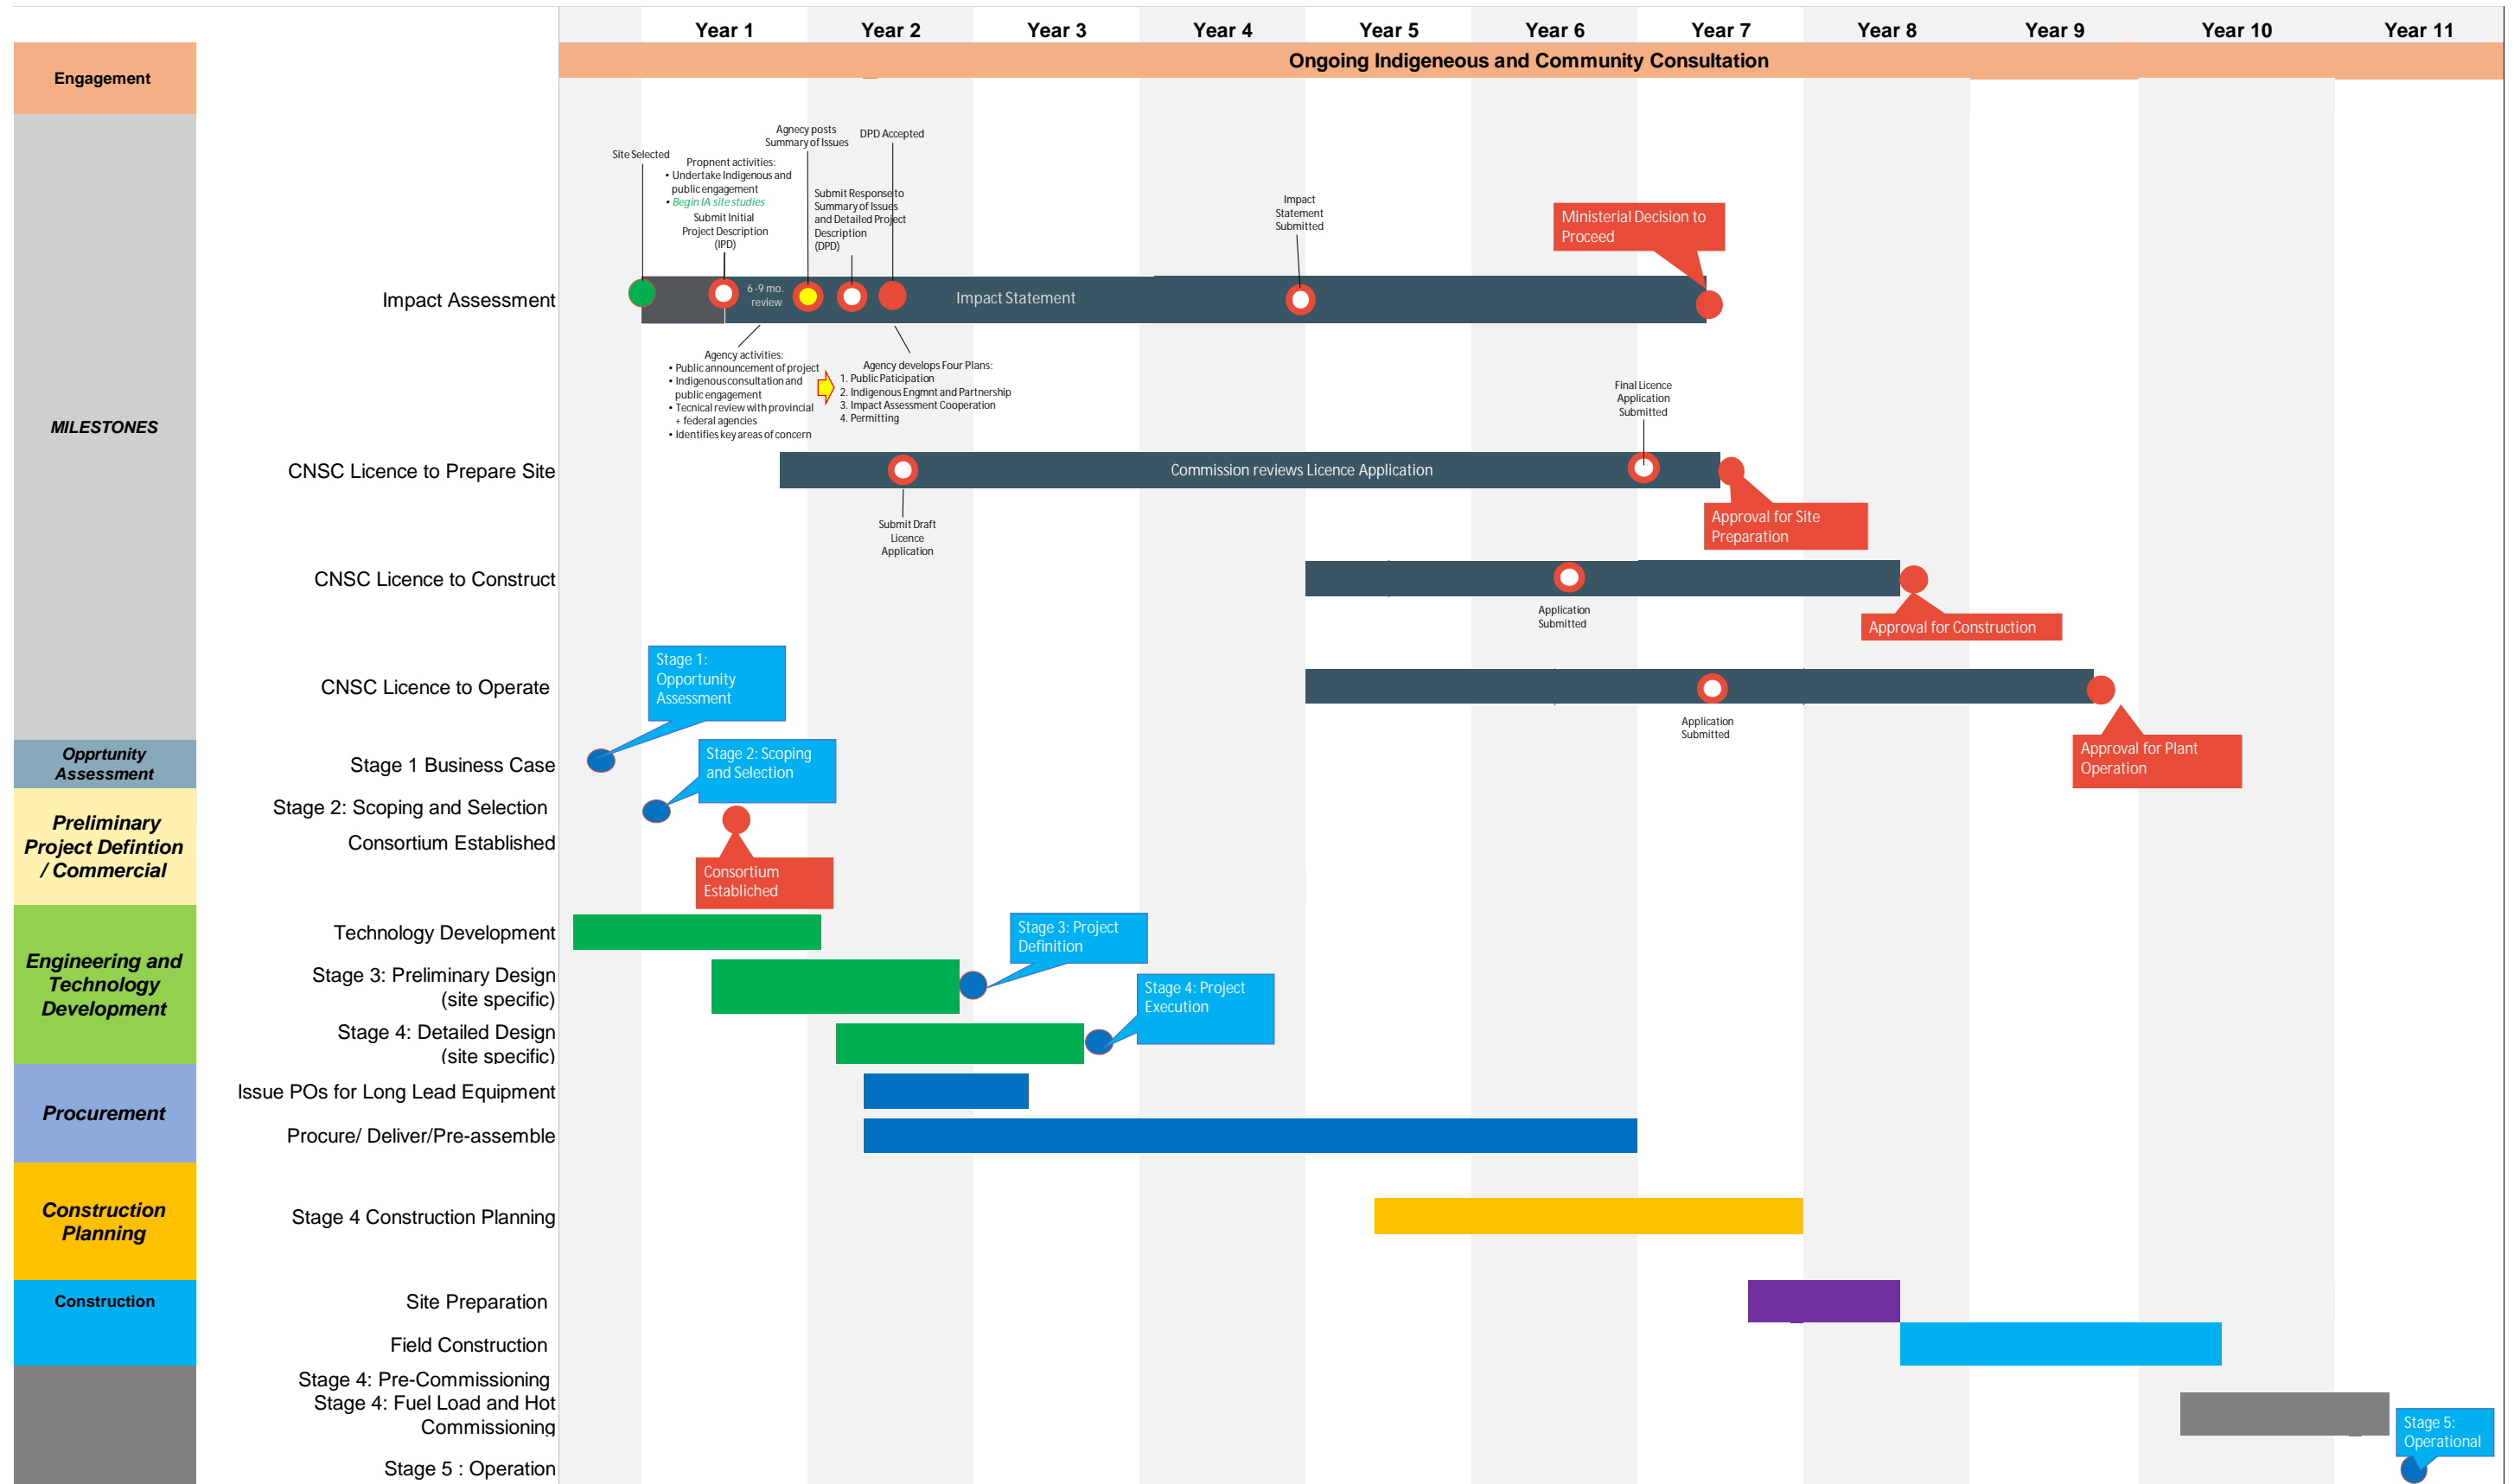 Year 1 Year 2 Year 3 Year 4 Year 5 Year 6 Year 7 Year 8 Year 9 Year 10 Year 11
Engagement
Ongoing Indigeneous and Community Consultation
MILESTONES
Site Selected
Propnent activities:
• Undertake Indigenous and
public engagement
• Begin IA site studies
Submit Initial
Project Description
(IPD)
Agnecy posts
Summary of Issues
DPD Accepted
Submit Response to
Summary of Issues
and Detailed Project
Description
(DPD)
Impact
Statement
Submitted
Ministerial Decision to
Proceed
Impact Assessment
6 -9 mo.
review
Impact Statement
Agency activities:
• Public announcement of project
• Indigenous consultation and
public engagement
• Tecnical review with provincial
+ federal agencies
• Identifies key areas of concern
Agency develops Four Plans:
1. Public Paticipation
2. Indigenous Engmnt and Partnership
3. Impact Assessment Cooperation
4. Permitting
Final Licence
Application
Submitted
CNSC Licence to Prepare Site
Commission reviews Licence Application
Submit Draft
Licence
Application
Approval for Site
Preparation
CNSC Licence to Construct
Application
Submitted
Approval for Construction
CNSC Licence to Operate
Application
Submitted
Approval for Plant
Operation
Stage 1:
Opportunity
Assessment
Opprtunity
Assessment
Stage 1 Business Case
Stage 2: Scoping
and Selection
Preliminary
Project Defintion
/ Commercial
Stage 2: Scoping and Selection
Consortium Established
Consortium
Establiched
Engineering and
Technology
Development
Technology Development
Stage 3: Project
Definition
Stage 3: Preliminary Design
(site specific)
Stage 4: Project
Execution
Stage 4: Detailed Design
(site specific)
Procurement
Issue POs for Long Lead Equipment
Procure/ Deliver/Pre-assemble
Construction
Planning
Stage 4 Construction Planning
Construction
Site Preparation
Field Construction
Stage 4: Pre-Commissioning
Stage 4: Fuel Load and Hot
Commissioning
Stage 5:
Operational
Stage 5 : Operation